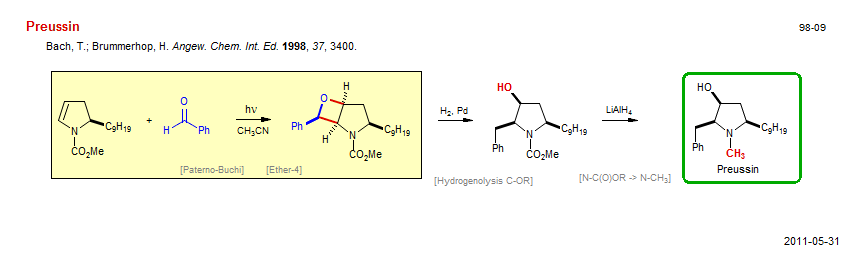 Preussin
98-09
Bach, T.; Brummerhop, H. Angew. Chem. Int. Ed. 1998, 37, 3400.
N
C9H19
CO2Me
+
O
H
Ph
hν
CH3CN
H
O
Ph
H
N
C9H19
CO2Me
[Paterno-Buchi]
[Ether-4]
H2, Pd
[Hydrogenolysis C-OR]
HO
Ph
N
C9H19
CO2Me
LiAlH4
[N-C(O)OR -> N-CH3]
HO
Ph
N
C9H19
CH3
Preussin
2011-05-31